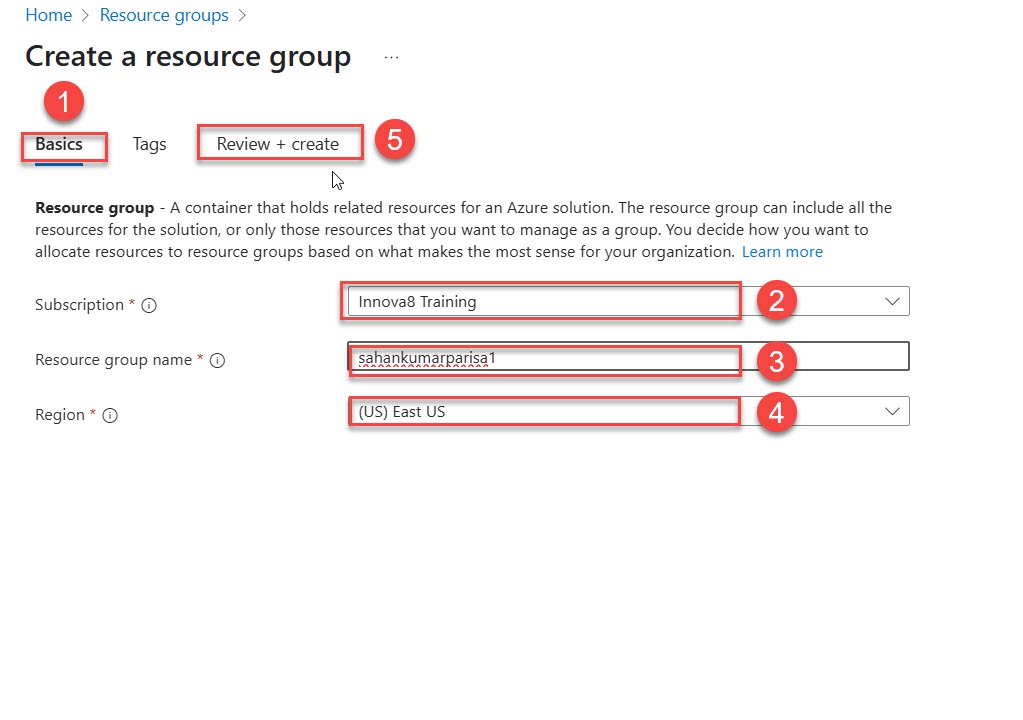 Home > Resource groups >
Create a resource group ...
1
Basics Tags Review + create 5
Resource group - A container that holds related resources for an Azure solution. The resource group can include all the
resources for the solution, or only those resources that you want to manage as a group. You decide how you want to
allocate resources to resource groups based on what makes the most sense for your organization. Learn more
Subscription * Innova8 Training 2
Resource group name * sahankumarparisa1 3
Region * (US) East US 4